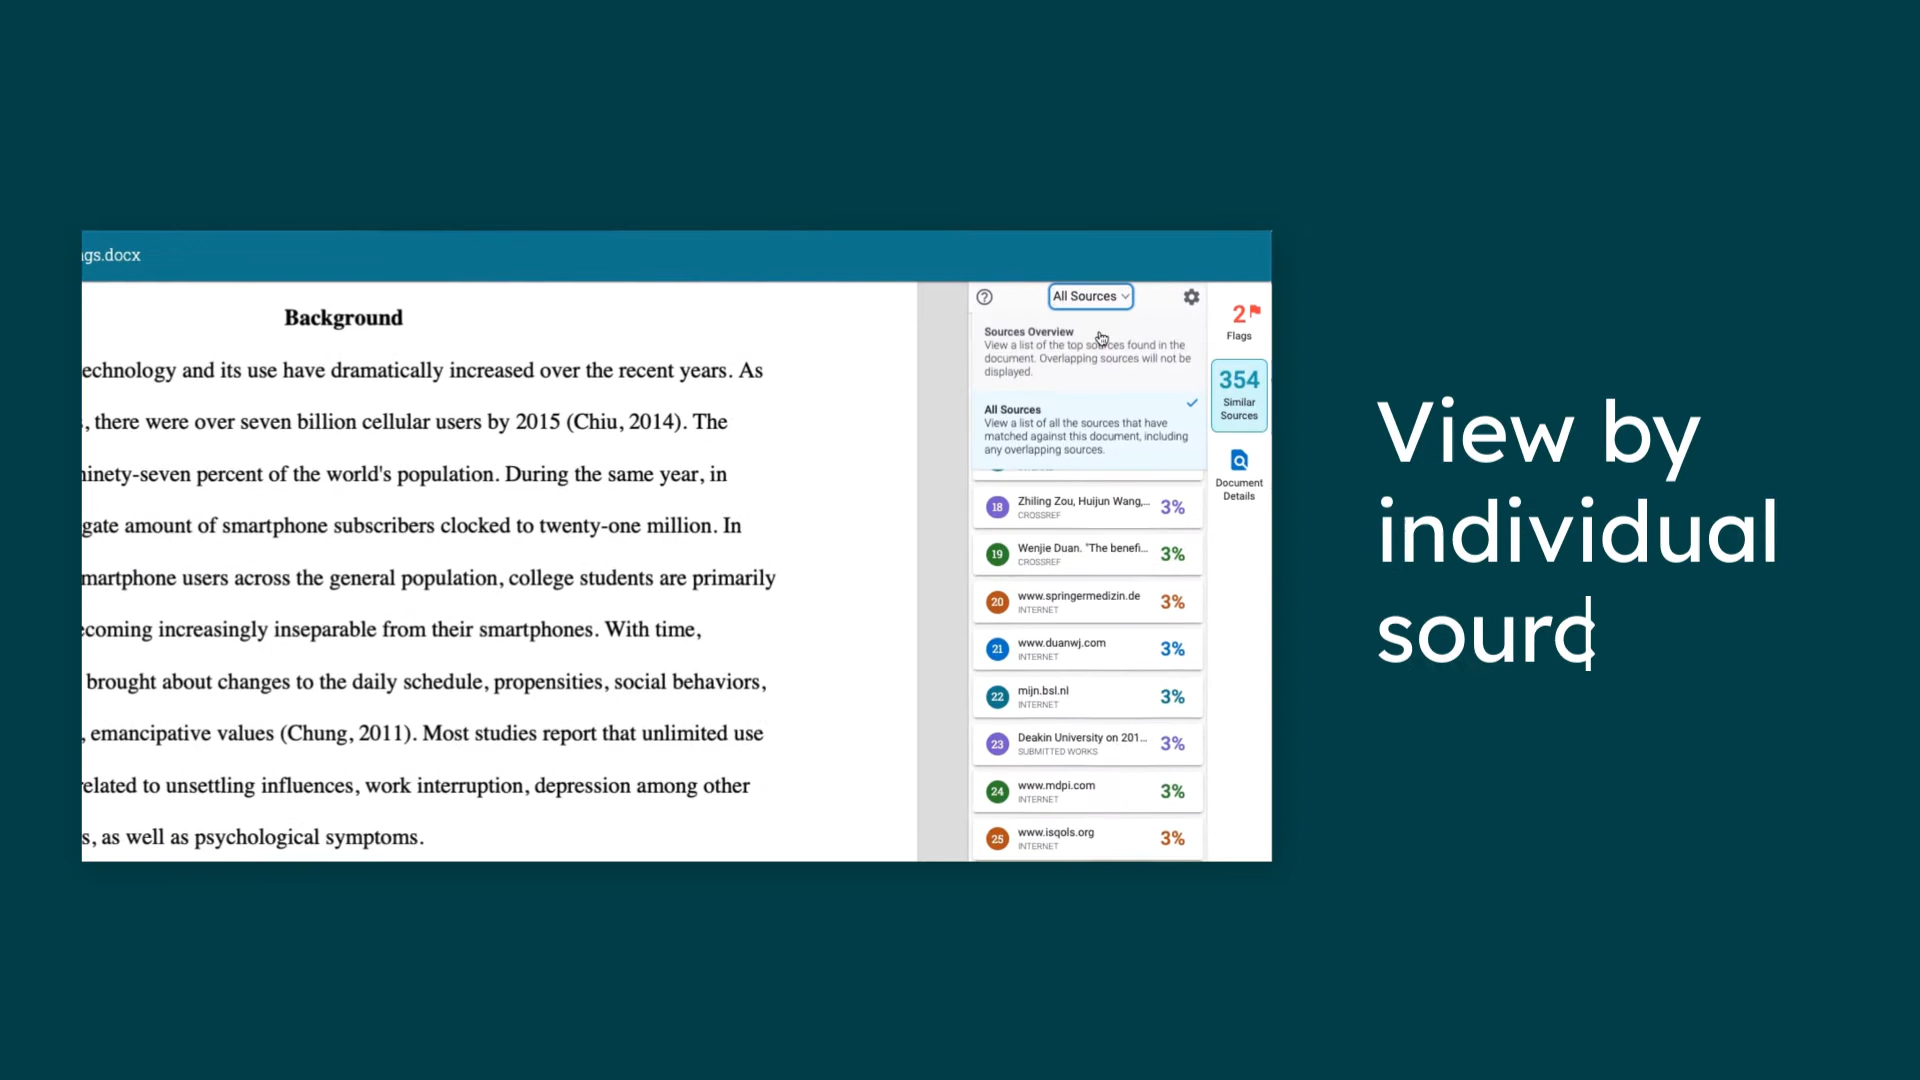 gs.docx
Background
echnology and its use have dramatically increased over the recent years. As
, there were over seven billion cellular users by 2015 (Chiu, 2014). The
ninety-seven percent of the world's population. During the same year, in
gate amount of smartphone subscribers clocked to twenty-one million. In
martphone users across the general population, college students are primarily
ecoming increasingly inseparable from their smartphones. With time,
brought about changes to the daily schedule, propensities, social behaviors,
, emancipative values (Chung, 2011). Most studies report that unlimited use
related to unsettling influences, work interruption, depression among other
s, as well as psychological symptoms.
All Sources
Sources Overview
View a list of the top sources found in the
document. Overlapping sources will not be
displayed.
All Sources
View a list of all the sources that have
matched against this document, including
any overlapping sources.
18 Zhiling Zou, Huijun Wang,... 3%
CROSSREF
19 Wenjie Duan. "The benefi... 3%
CROSSREF
20 www.springermedizin.de 3%
INTERNET
21 www.duanwj.com 3%
INTERNET
22 mijn.bsl.nl 3%
INTERNET
23 Deakin University on 201... 3%
SUBMITTED WORKS
24 www.mdpi.com 3%
INTERNET
25 www.isqols.org 3%
INTERNET
2
Flags
354
Similar
Sources
Document
Details
View by
individual
sourc